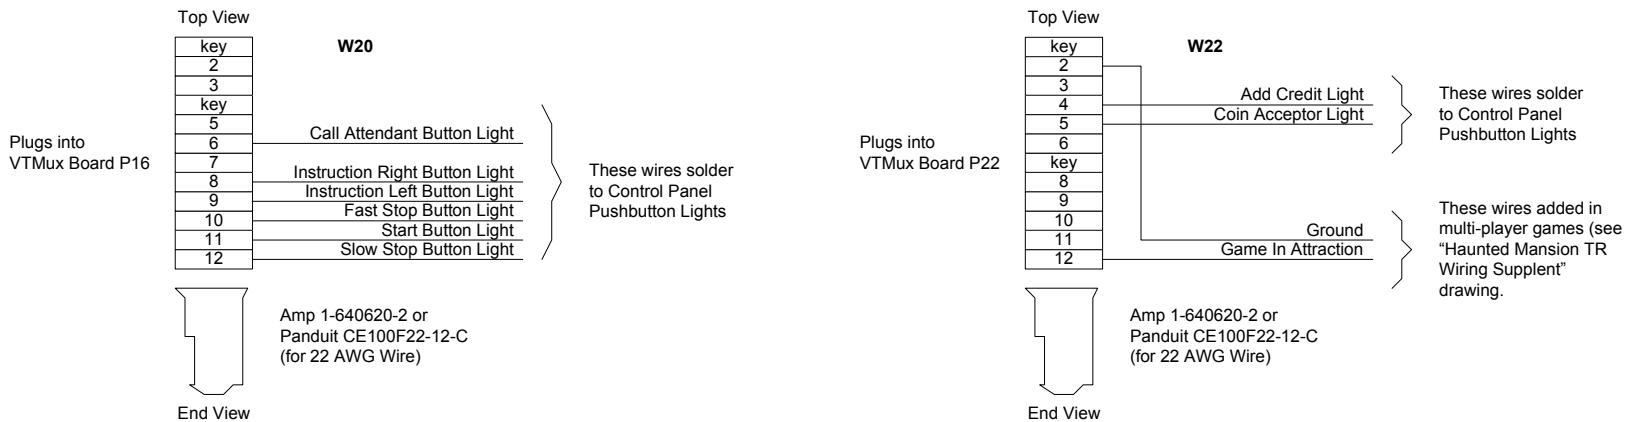 Top View
key
W20
2
3
key
5
Call Attendant Button Light
6
7
Instruction Right Button Light
8
Instruction Left Button Light
9
Fast Stop Button Light
10
Start Button Light
11
Slow Stop Button Light
12
Plugs into
VTMux Board P16
These wires solder
to Control Panel
Pushbutton Lights
Amp 1-640620-2 or
Panduit CE100F22-12-C
(for 22 AWG Wire)
End View
Top View
key
W22
2
3
Add Credit Light
4
Coin Acceptor Light
5
6
key
8
9
10
Ground
11
Game In Attraction
12
Plugs into
VTMux Board P22
These wires solder
to Control Panel
Pushbutton Lights
These wires added in
multi-player games (see
“Haunted Mansion TR
Wiring Supplent”
drawing.
Amp 1-640620-2 or
Panduit CE100F22-12-C
(for 22 AWG Wire)
End View